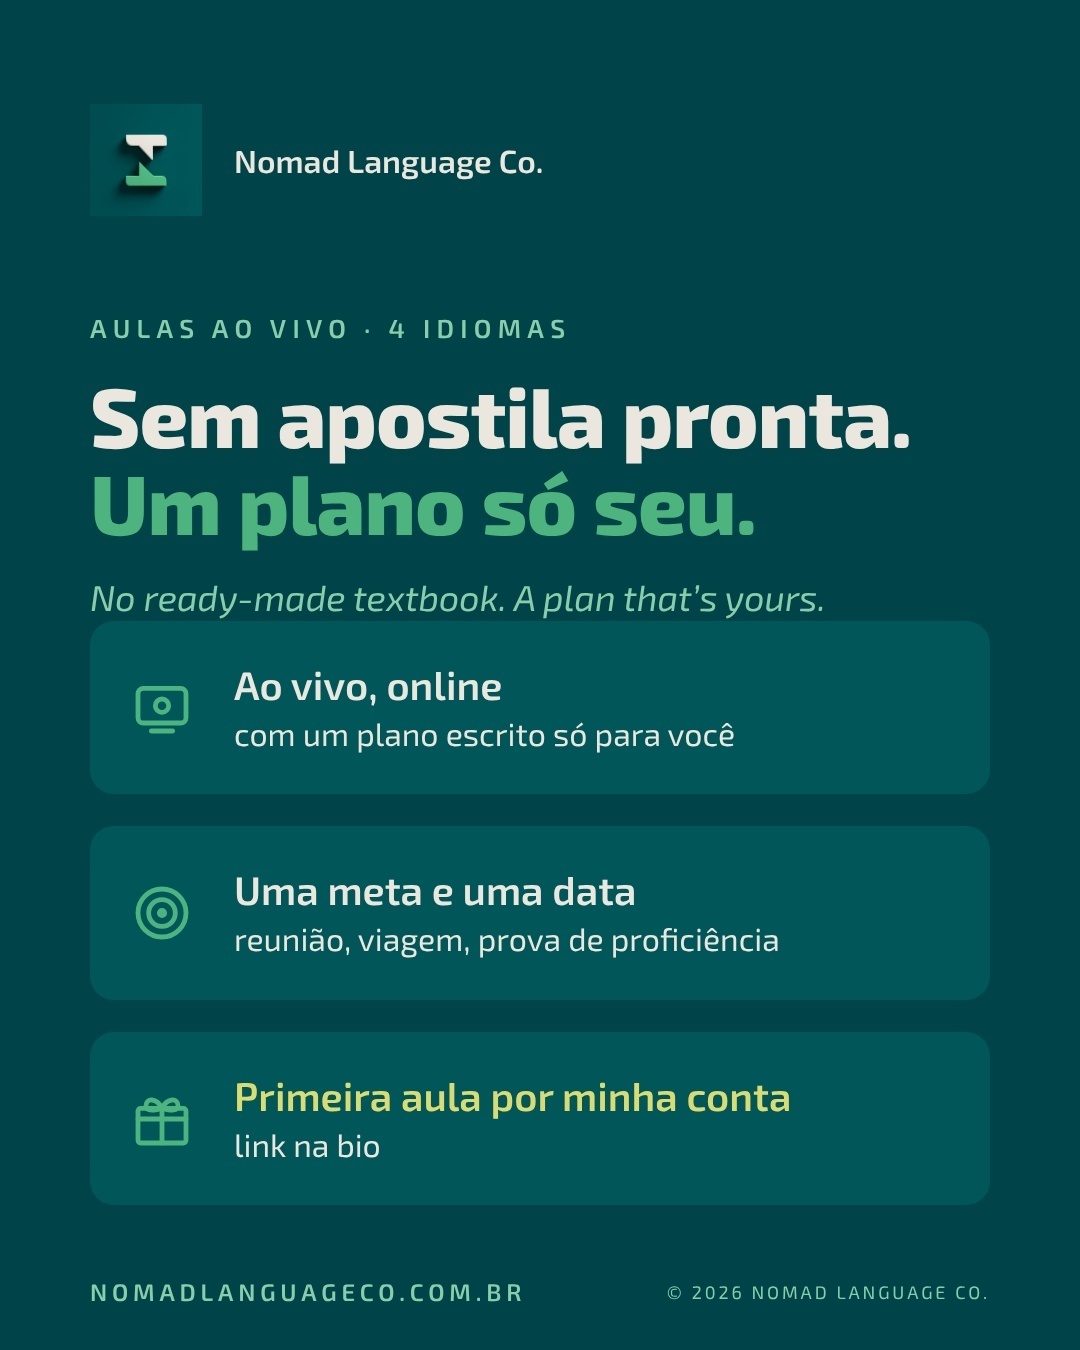 Nomad Language Co.
AULAS AO VIVO · 4 IDIOMAS
Sem apostila pronta.
Um plano só seu.
No ready-made textbook. A plan that’s yours.
Ao vivo, online
com um plano escrito só para você
Uma meta e uma data
reunião, viagem, prova de proficiência
Primeira aula por minha conta
link na bio
NOMADLANGUAGECO.COM.BR
© 2026 NOMAD LANGUAGE CO.